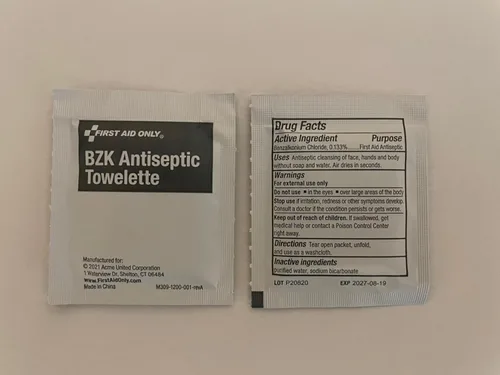 FIRST AID ONLY®
BZK Antiseptic
Towelette
Manufactured for:
© 2021 Acme United Corporation
1 Waterview Dr, Shelton, CT 06484
www.FirstAidOnly.com
Made in China M309-1200-001-revA
Drug Facts
Active Ingredient Purpose
Benzalkonium Chloride, 0.133%......First Aid Antiseptic
Uses Antiseptic cleansing of face, hands and body
without soap and water. Air dries in seconds.
Warnings
For external use only
Do not use ▪ in the eyes ▪ over large areas of the body
Stop use if irritation, redness or other symptoms develop.
Consult a doctor if the condition persists or gets worse.
Keep out of reach of children. If swallowed, get
medical help or contact a Poison Control Center
right away.
Directions Tear open packet, unfold,
and use as a washcloth.
Inactive ingredients
purified water, sodium bicarbonate
LOT P20820 EXP 2027-08-19